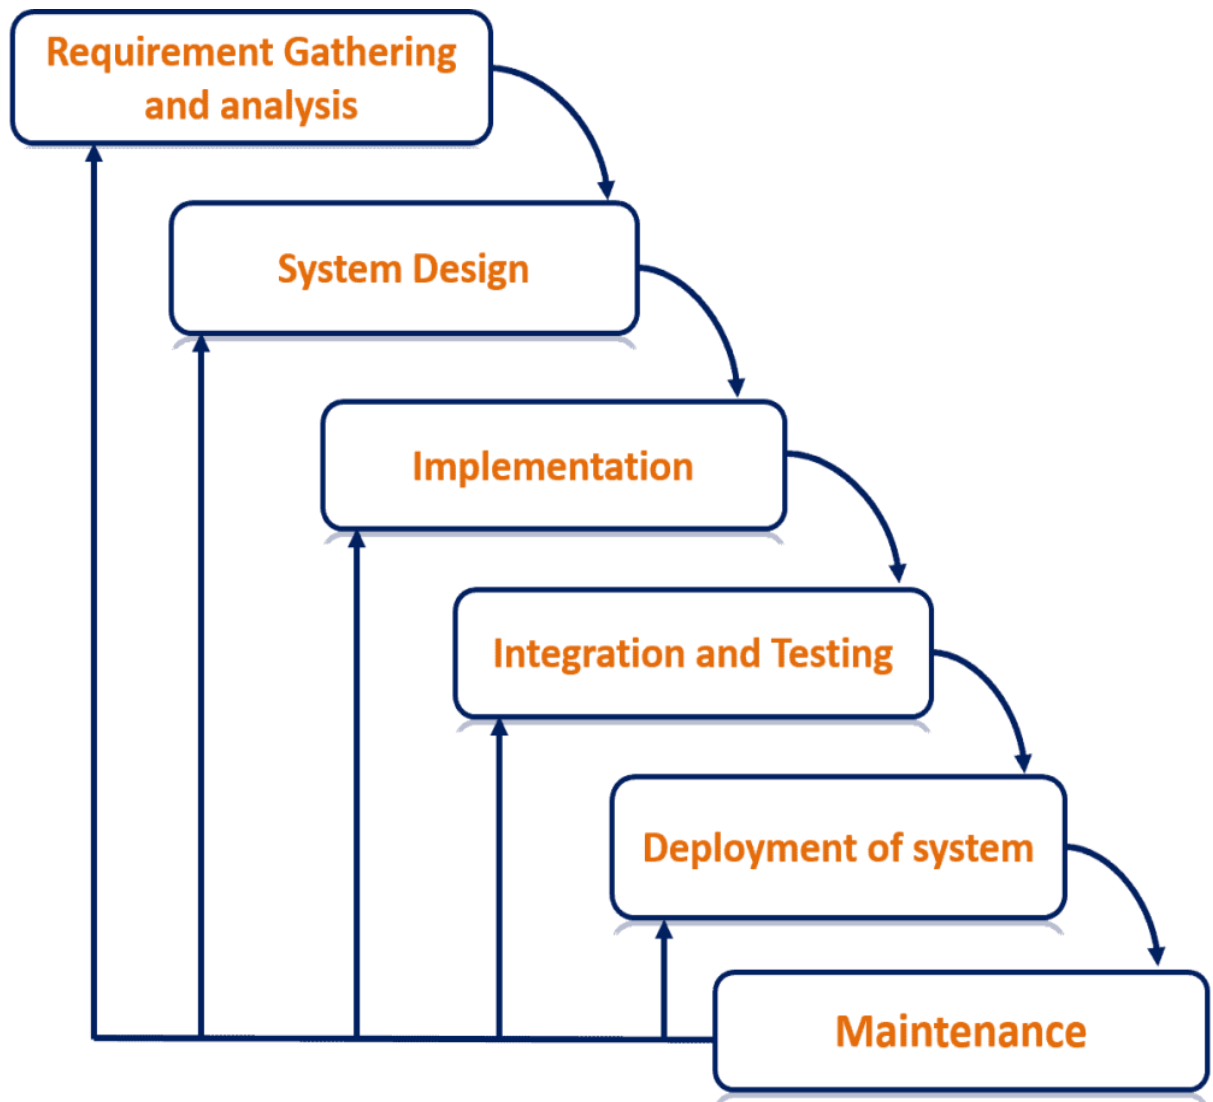 Requirement Gathering
and analysis
System Design
Implementation
Integration and Testing
Deployment of system
Maintenance